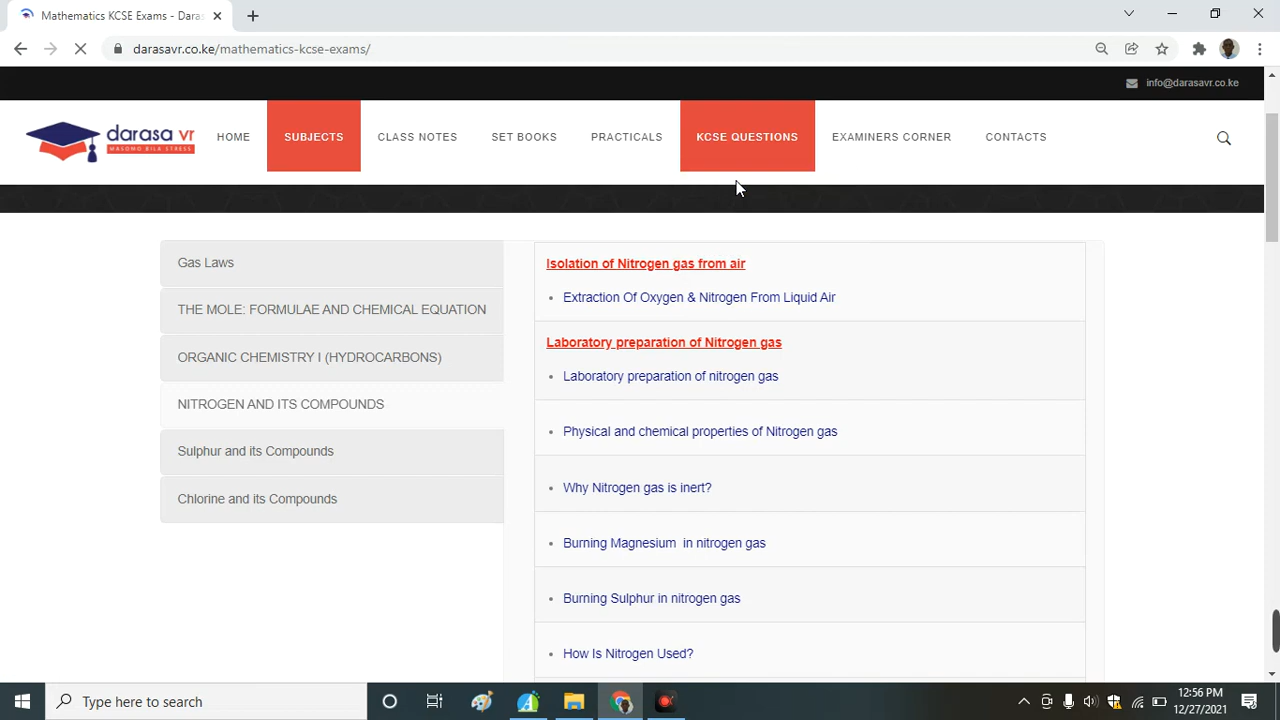 Mathematics KCSE Exams - Daras
darasavr.co.ke/mathematics-kcse-exams/
info@darasavr.co.ke
darasa vr
MASOMO BILA STRESS
HOME
SUBJECTS
CLASS NOTES
SET BOOKS
PRACTICALS
KCSE QUESTIONS
EXAMINERS CORNER
CONTACTS
Gas Laws
THE MOLE: FORMULAE AND CHEMICAL EQUATION
ORGANIC CHEMISTRY I (HYDROCARBONS)
NITROGEN AND ITS COMPOUNDS
Sulphur and its Compounds
Chlorine and its Compounds
Isolation of Nitrogen gas from air
Extraction Of Oxygen & Nitrogen From Liquid Air
Laboratory preparation of Nitrogen gas
Laboratory preparation of nitrogen gas
Physical and chemical properties of Nitrogen gas
Why Nitrogen gas is inert?
Burning Magnesium in nitrogen gas
Burning Sulphur in nitrogen gas
How Is Nitrogen Used?
Type here to search
12:56 PM
12/27/2021